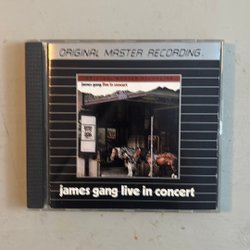 ORIGINAL MASTER RECORDING
james gang live in concert
james gang live in concert